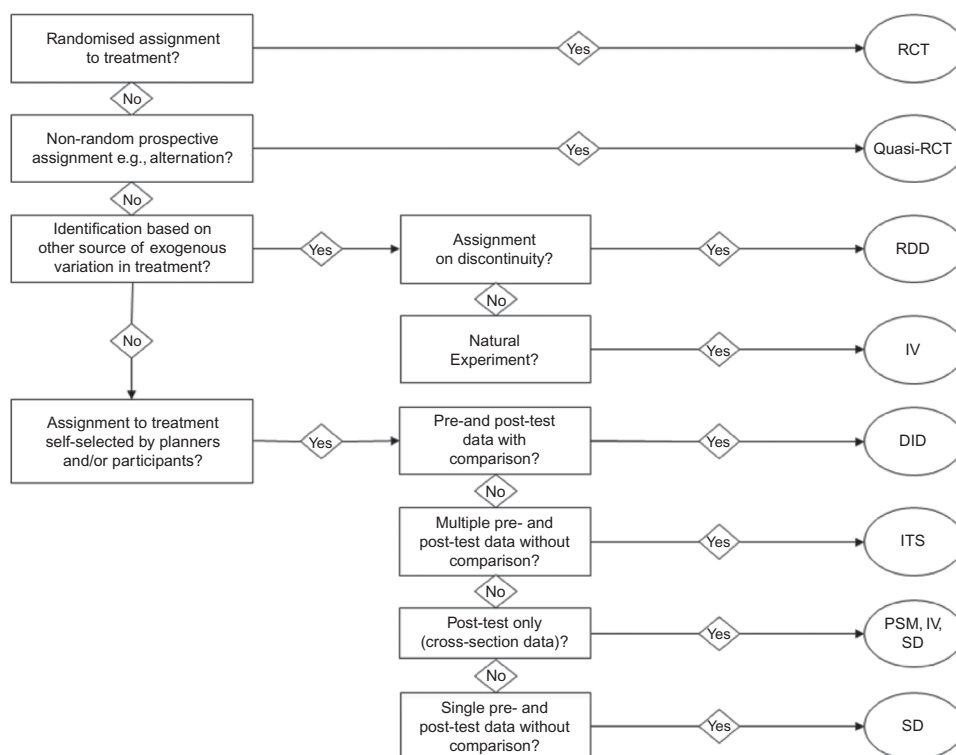 Randomised assignment
to treatment?
Yes
RCT
No
Non-random prospective
assignment e.g., alternation?
Yes
Quasi-RCT
No
Identification based on
other source of exogenous
variation in treatment?
Yes
Assignment
on discontinuity?
Yes
RDD
No
Natural
Experiment?
Yes
IV
No
Assignment to treatment
self-selected by planners
and/or participants?
Yes
Pre-and post-test
data with
comparison?
Yes
DID
No
Multiple pre- and
post-test data without
comparison?
Yes
ITS
No
Post-test only
(cross-section data)?
Yes
PSM, IV,
SD
No
Single pre- and
post-test data without
comparison?
Yes
SD